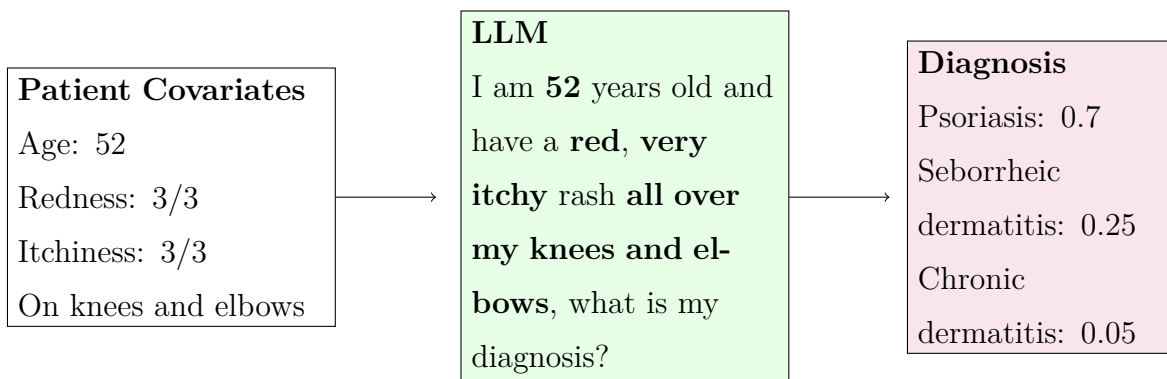 Patient Covariates
Age: 52
Redness: 3/3
Itchiness: 3/3
On knees and elbows
LLM
I am 52 years old and
have a red, very
itchy rash all over
my knees and el-
bows, what is my
diagnosis?
Diagnosis
Psoriasis: 0.7
Seborrheic
dermatitis: 0.25
Chronic
dermatitis: 0.05